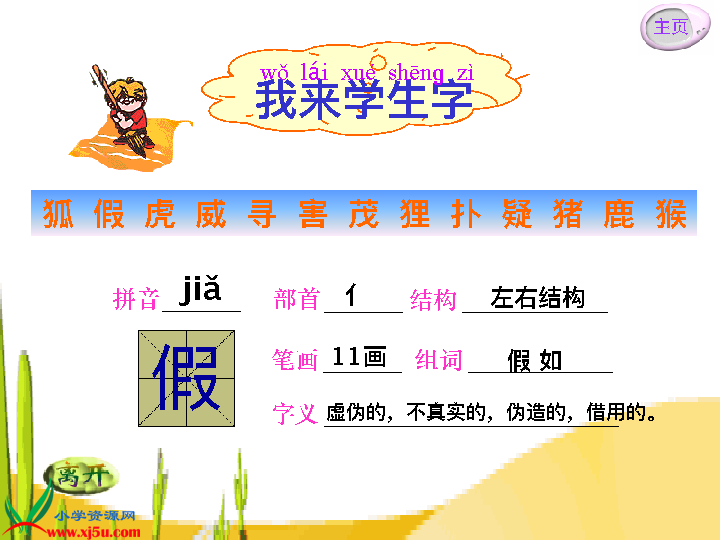 主页
wǒ lái xué shēng zì
我来学生字
狐 假 虎 威 寻 害 茂 狸 扑 疑 猪 鹿 猴
拼音 jiǎ 部首 亻 结构 左右结构
假
笔画 11画 组词 假 如
字义 虚伪的，不真实的，伪造的，借用的。
离开
小学资源网
www.xj5u.com